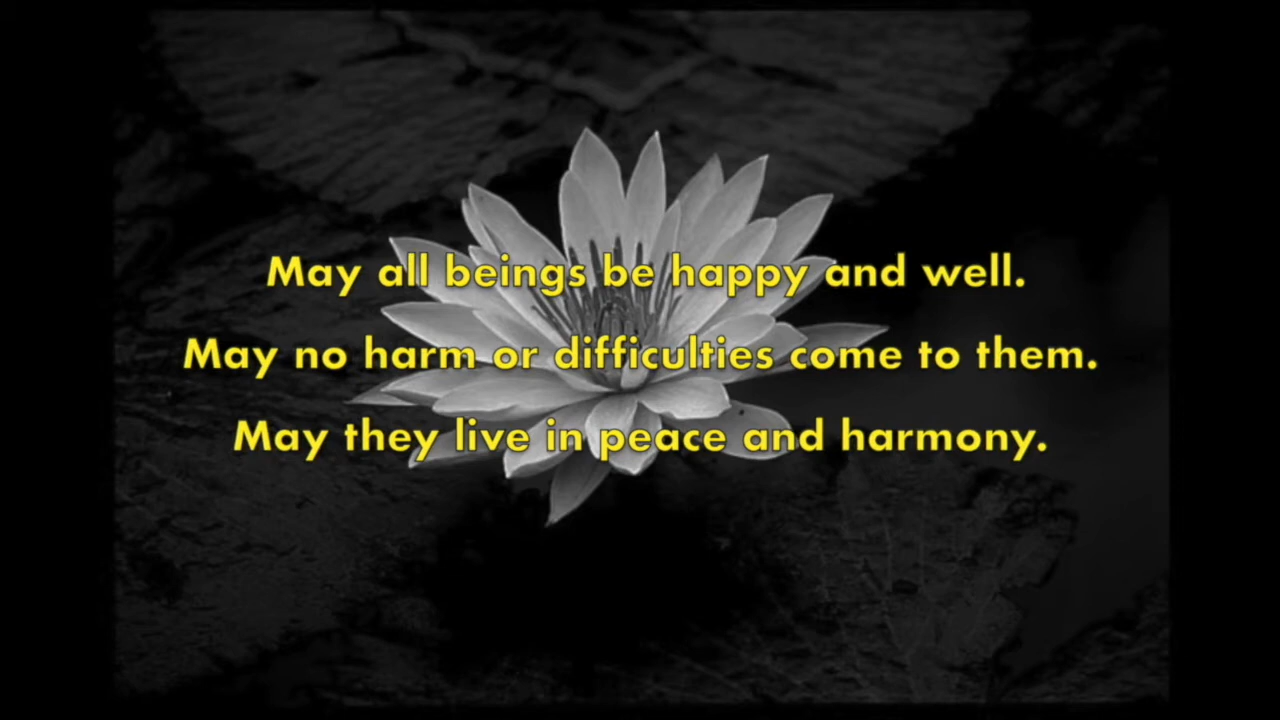 May all beings be happy and well.
May no harm or difficulties come to them.
May they live in peace and harmony.